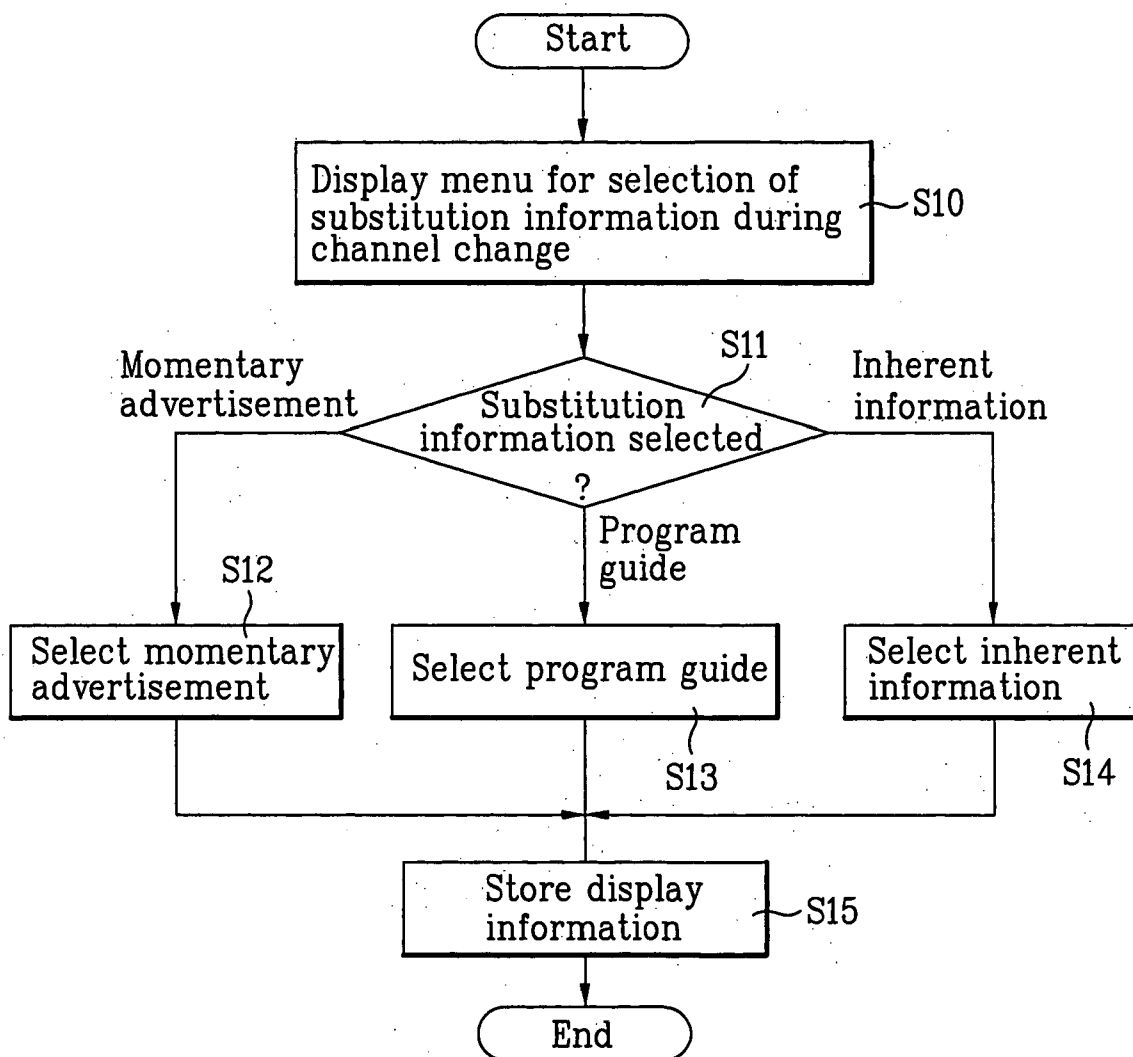 Start
Display menu for selection of
substitution information during
channel change
S10
S11
Momentary
advertisement
Substitution
information selected
?
Inherent
information
Program
guide
S12
Select momentary
advertisement
Select program guide
S13
Select inherent
information
S14
Store display
information
S15
End